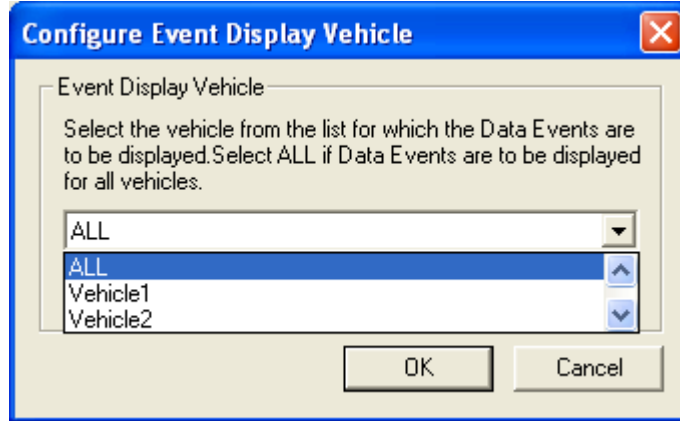 Configure Event Display Vehicle
Event Display Vehicle
Select the vehicle from the list for which the Data Events are
to be displayed.Select ALL if Data Events are to be displayed
for all vehicles.
ALL
ALL
Vehicle1
Vehicle2
OK Cancel